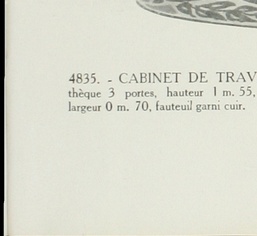 4835. - CABINET DE TRAV
thèque 3 portes, hauteur 1 m. 55,
largeur 0 m. 70, fauteuil garni cuir.